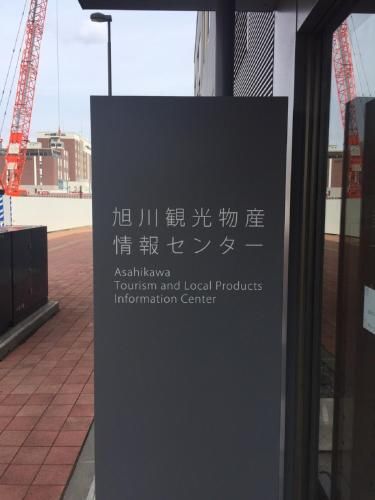 旭川観光物産
情報センター
Asahikawa
Tourism and Local Products
Information Center